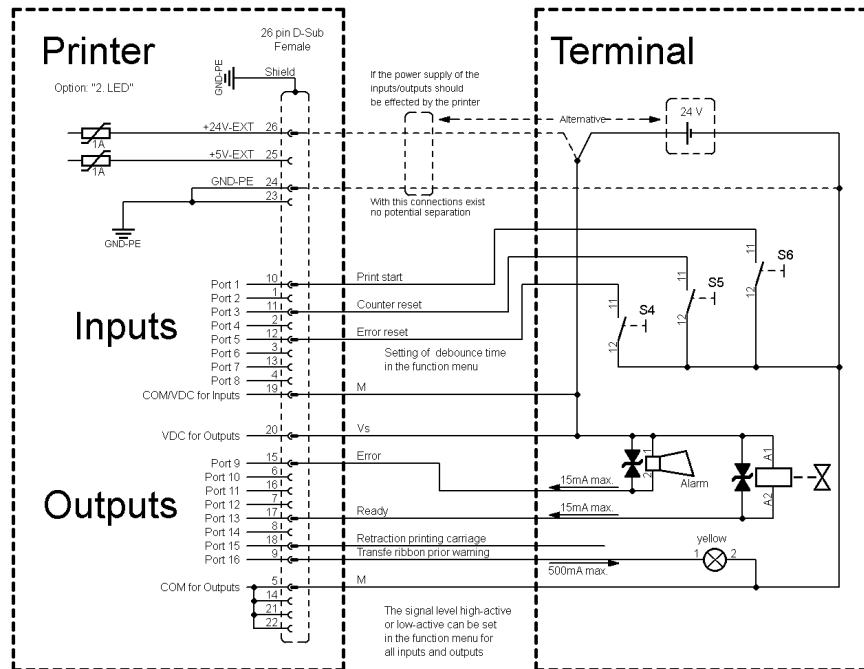 Printer
26 pin D-Sub
Female
Terminal
Option: "2. LED"
GND-PE
Shield
If the power supply of the
inputs/outputs should
be effected by the printer
Alternative
24 V
+24V-EXT 26
1A
+5V-EXT 25
1A
GND-PE 24
23
GND-PE
With this connections exist
no potential separation
Inputs
Port 1 10 Print start
Port 2 1
Port 3 11 Counter reset
Port 4 2
Port 5 12 Error reset
Port 6 3
Port 7 13
Port 8 4
COM/VDC for Inputs 19 M
Setting of debounce time
in the function menu
11 S6 12
11 S5 12
11 S4 12
VDC for Outputs 20 Vs
Outputs
Port 9 15 Error
Port 10 6
Port 11 16
Port 12 7
Port 13 17 Ready
Port 14 8
Port 15 18 Retraction printing carriage
Port 16 9 Transfe ribbon prior warning
COM for Outputs 5 M
14
21
22
15mA max.
15mA max.
500mA max.
1
2
Alarm
A1
A2
yellow
1 2
The signal level high-active
or low-active can be set
in the function menu for
all inputs and outputs